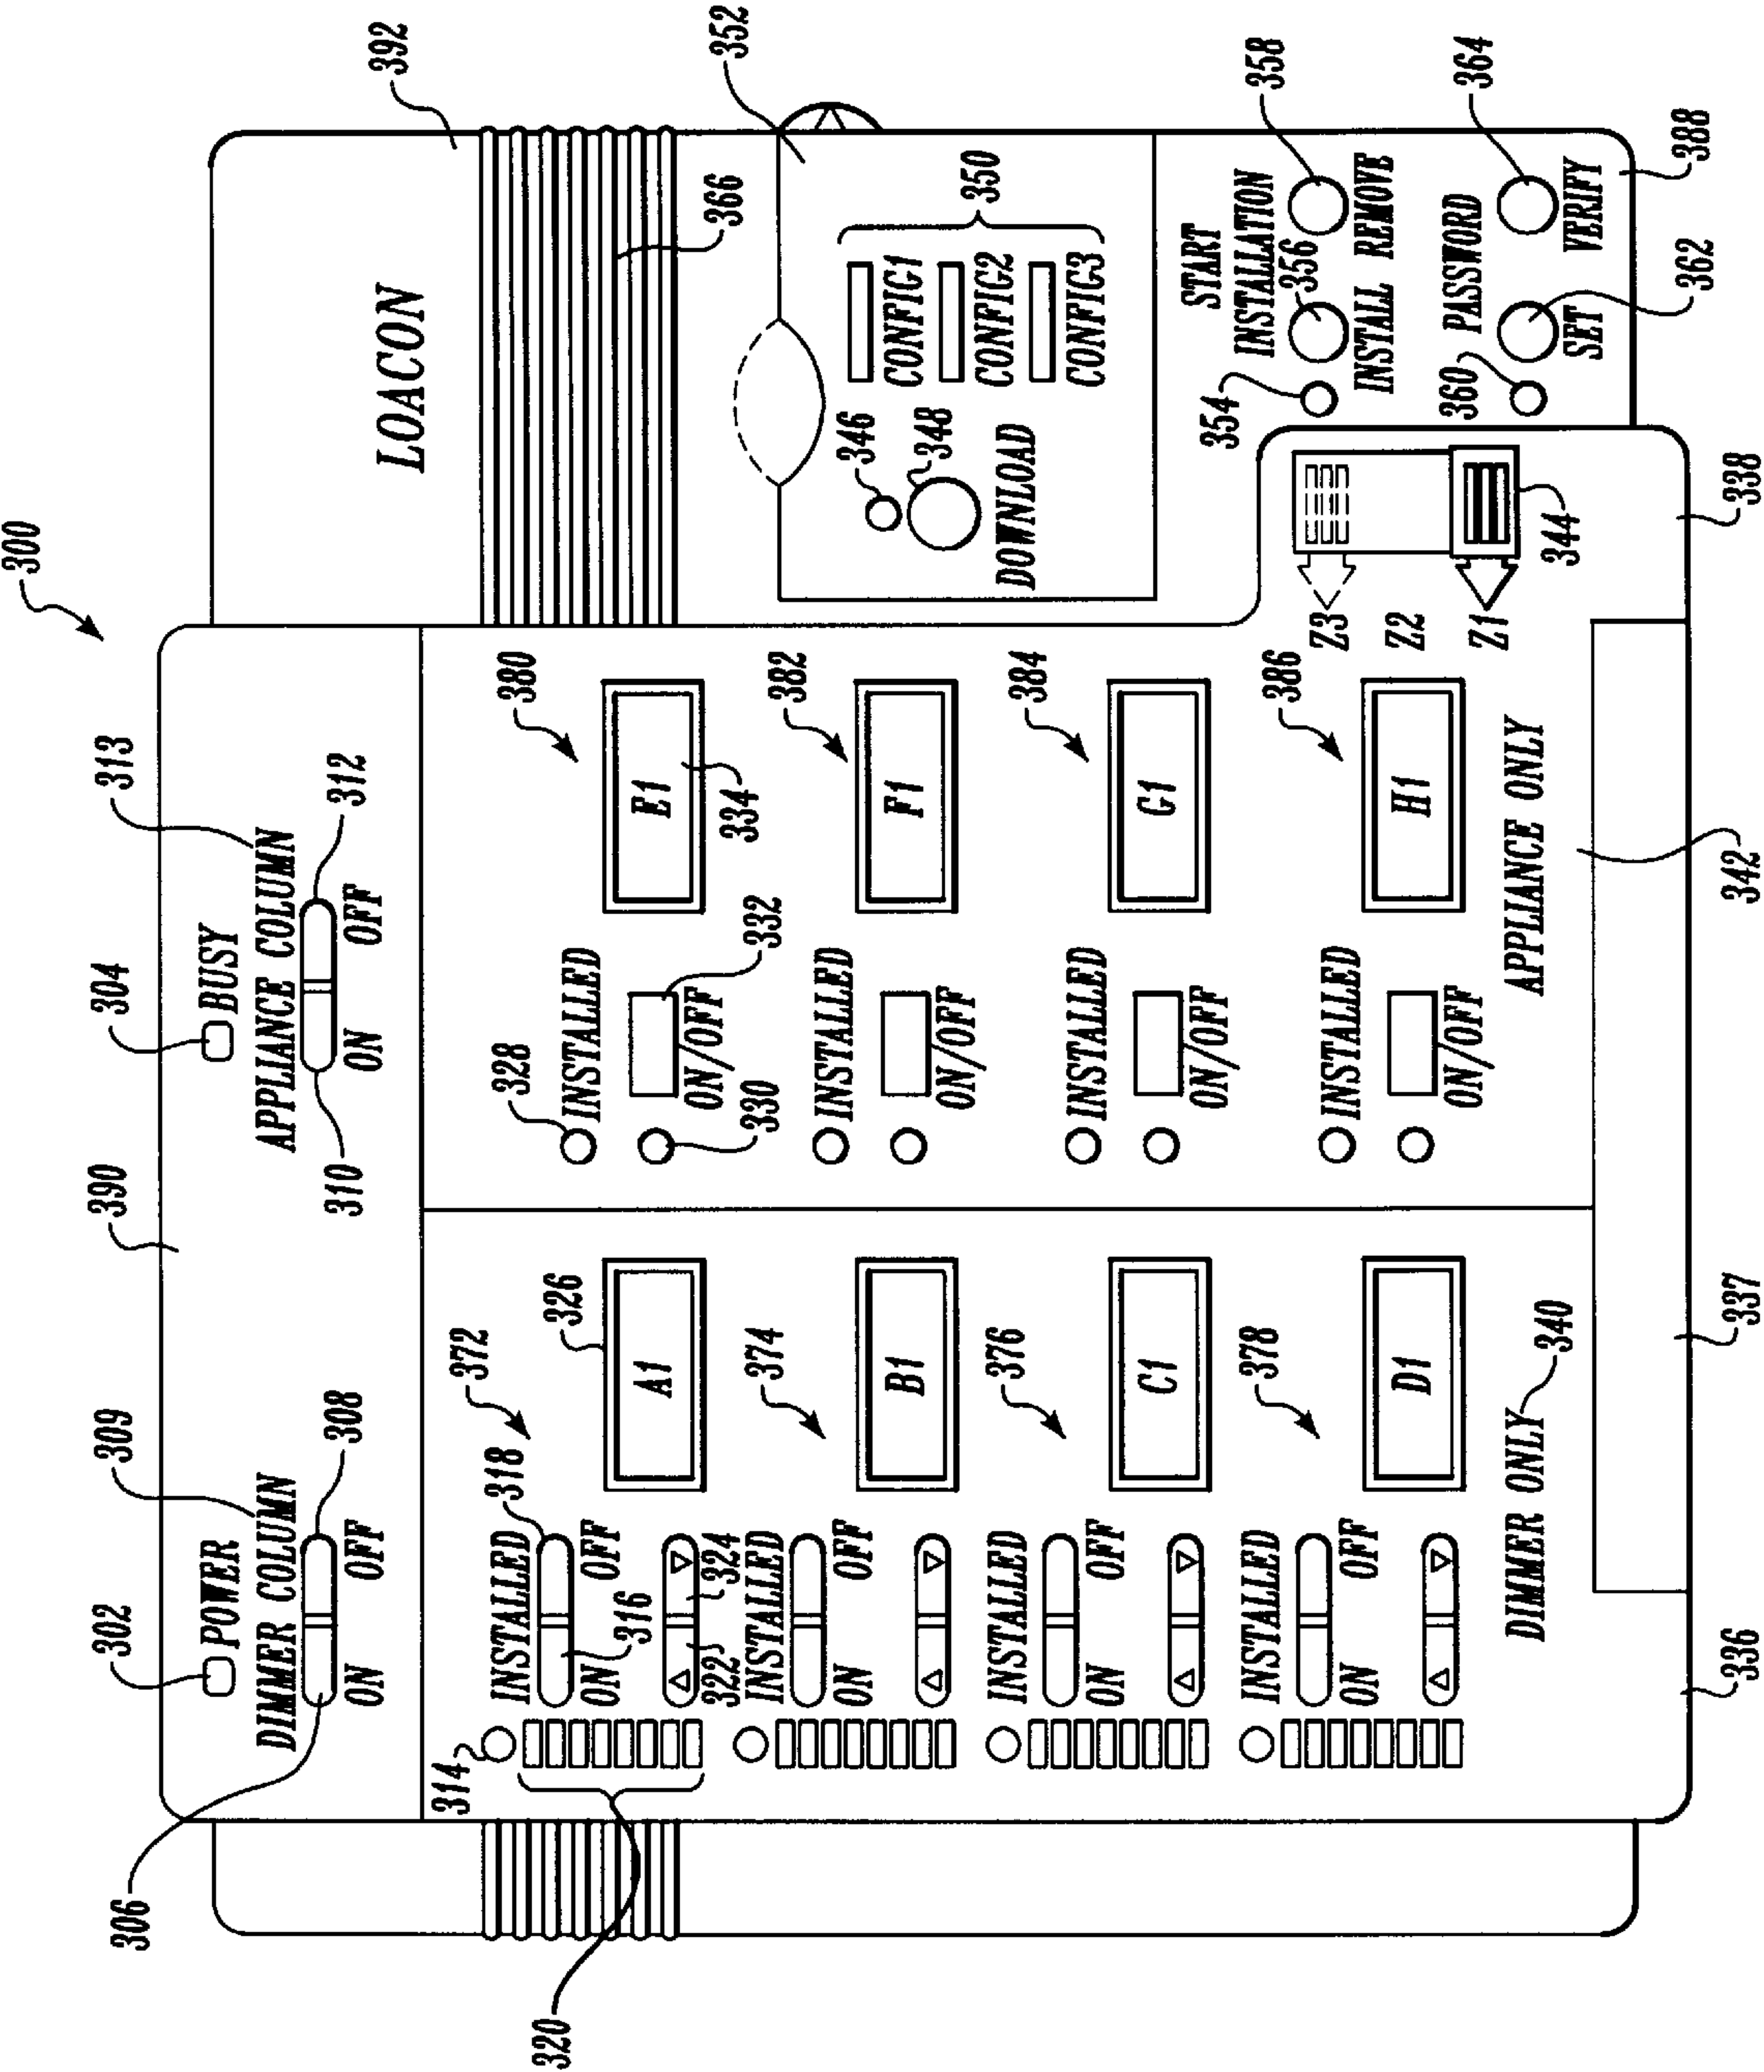 300
390
392
309
313
302
POWER
304
BUSY
LOACON
DIMMER COLUMN
APPLIANCE COLUMN
306
ON
OFF
308
310
ON
OFF
312
366
352
314
INSTALLED
318
372
328
INSTALLED
380
ON
OFF
316
326
A1
332
E1
334
320
322
324
330
ON/OFF
346
348
DOWNLOAD
350
CONFIG1
CONFIG2
CONFIG3
INSTALLED
374
INSTALLED
382
ON
OFF
B1
F1
ON/OFF
INSTALLED
376
INSTALLED
384
ON
OFF
C1
G1
ON/OFF
START
INSTALLATION
354
356
358
INSTALL REMOVE
INSTALLED
378
INSTALLED
386
ON
OFF
D1
H1
ON/OFF
Z3
Z2
Z1
344
360
PASSWORD
364
SET
VERIFY
362
DIMMER ONLY
340
APPLIANCE ONLY
336
337
342
338
388